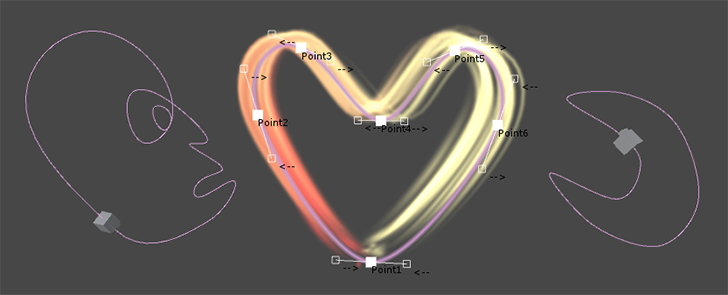 <--
Point3
-->
-->
Point5
<--
-->
<--
Point2
<--Point4-->
Point6
<--
-->
-->
Point1
<--